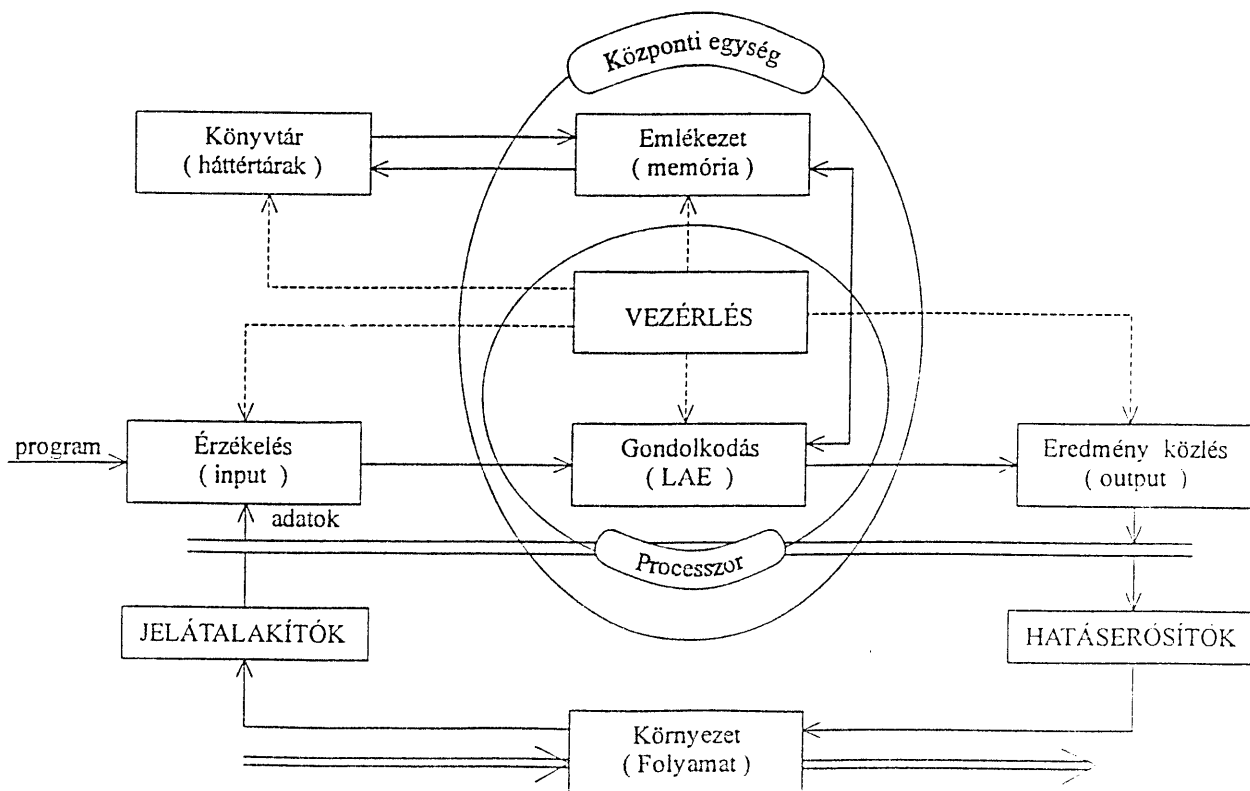 Központi egység
Könyvtár
( háttértárak )
Emlékezet
( memória )
VEZÉRLÉS
program
Érzékelés
( input )
Gondolkodás
( LAE )
Eredmény közlés
( output )
adatok
Processzor
JELÁTALAKÍTÓK
HATÁSERŐSÍTŐK
Környezet
( Folyamat )